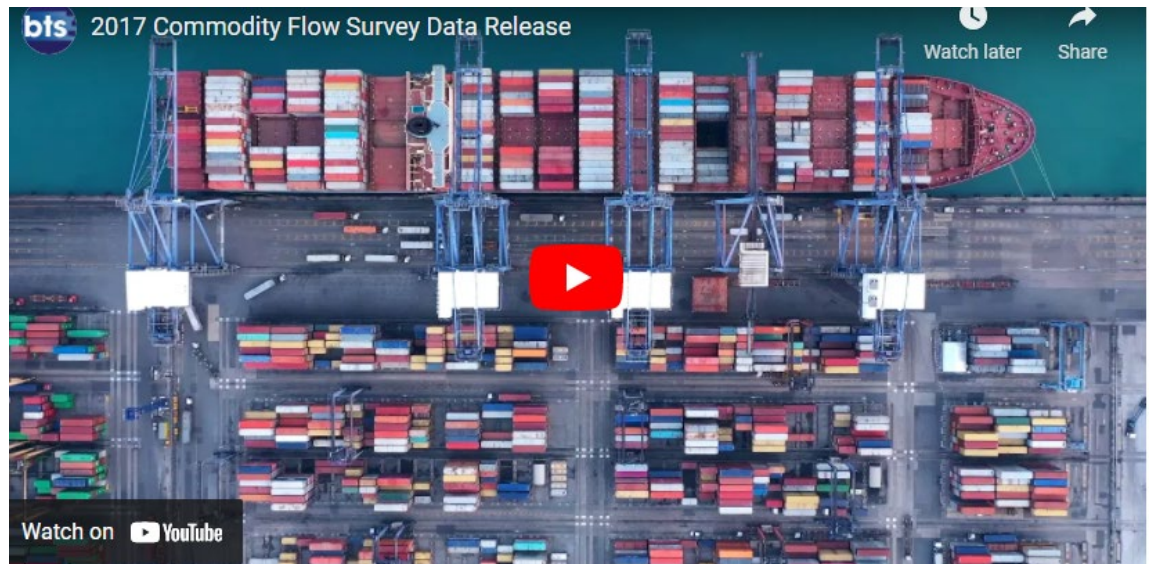 bts
2017 Commodity Flow Survey Data Release
Watch later
Share
Watch on YouTube